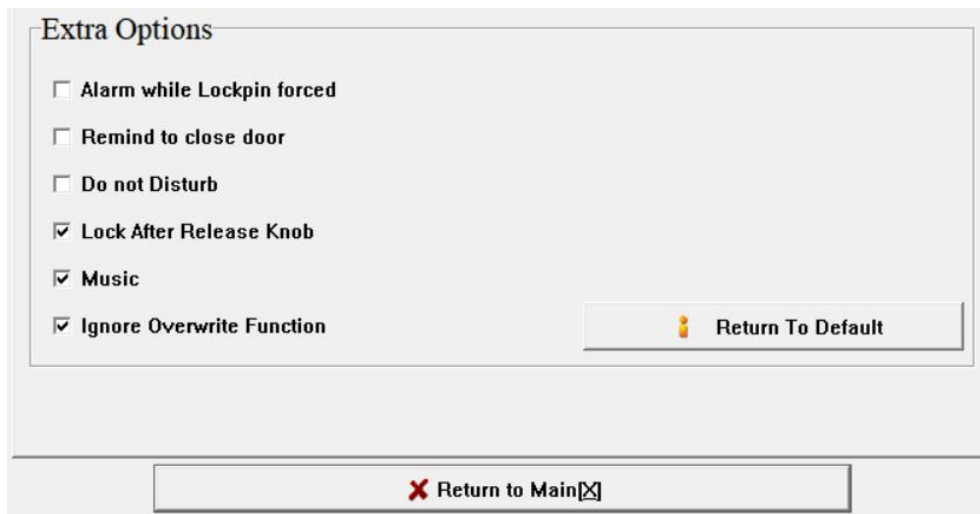 Extra Options
Alarm while Lockpin forced
Remind to close door
Do not Disturb
Lock After Release Knob
Music
Ignore Overwrite Function
Return To Default
Return to Main[X]